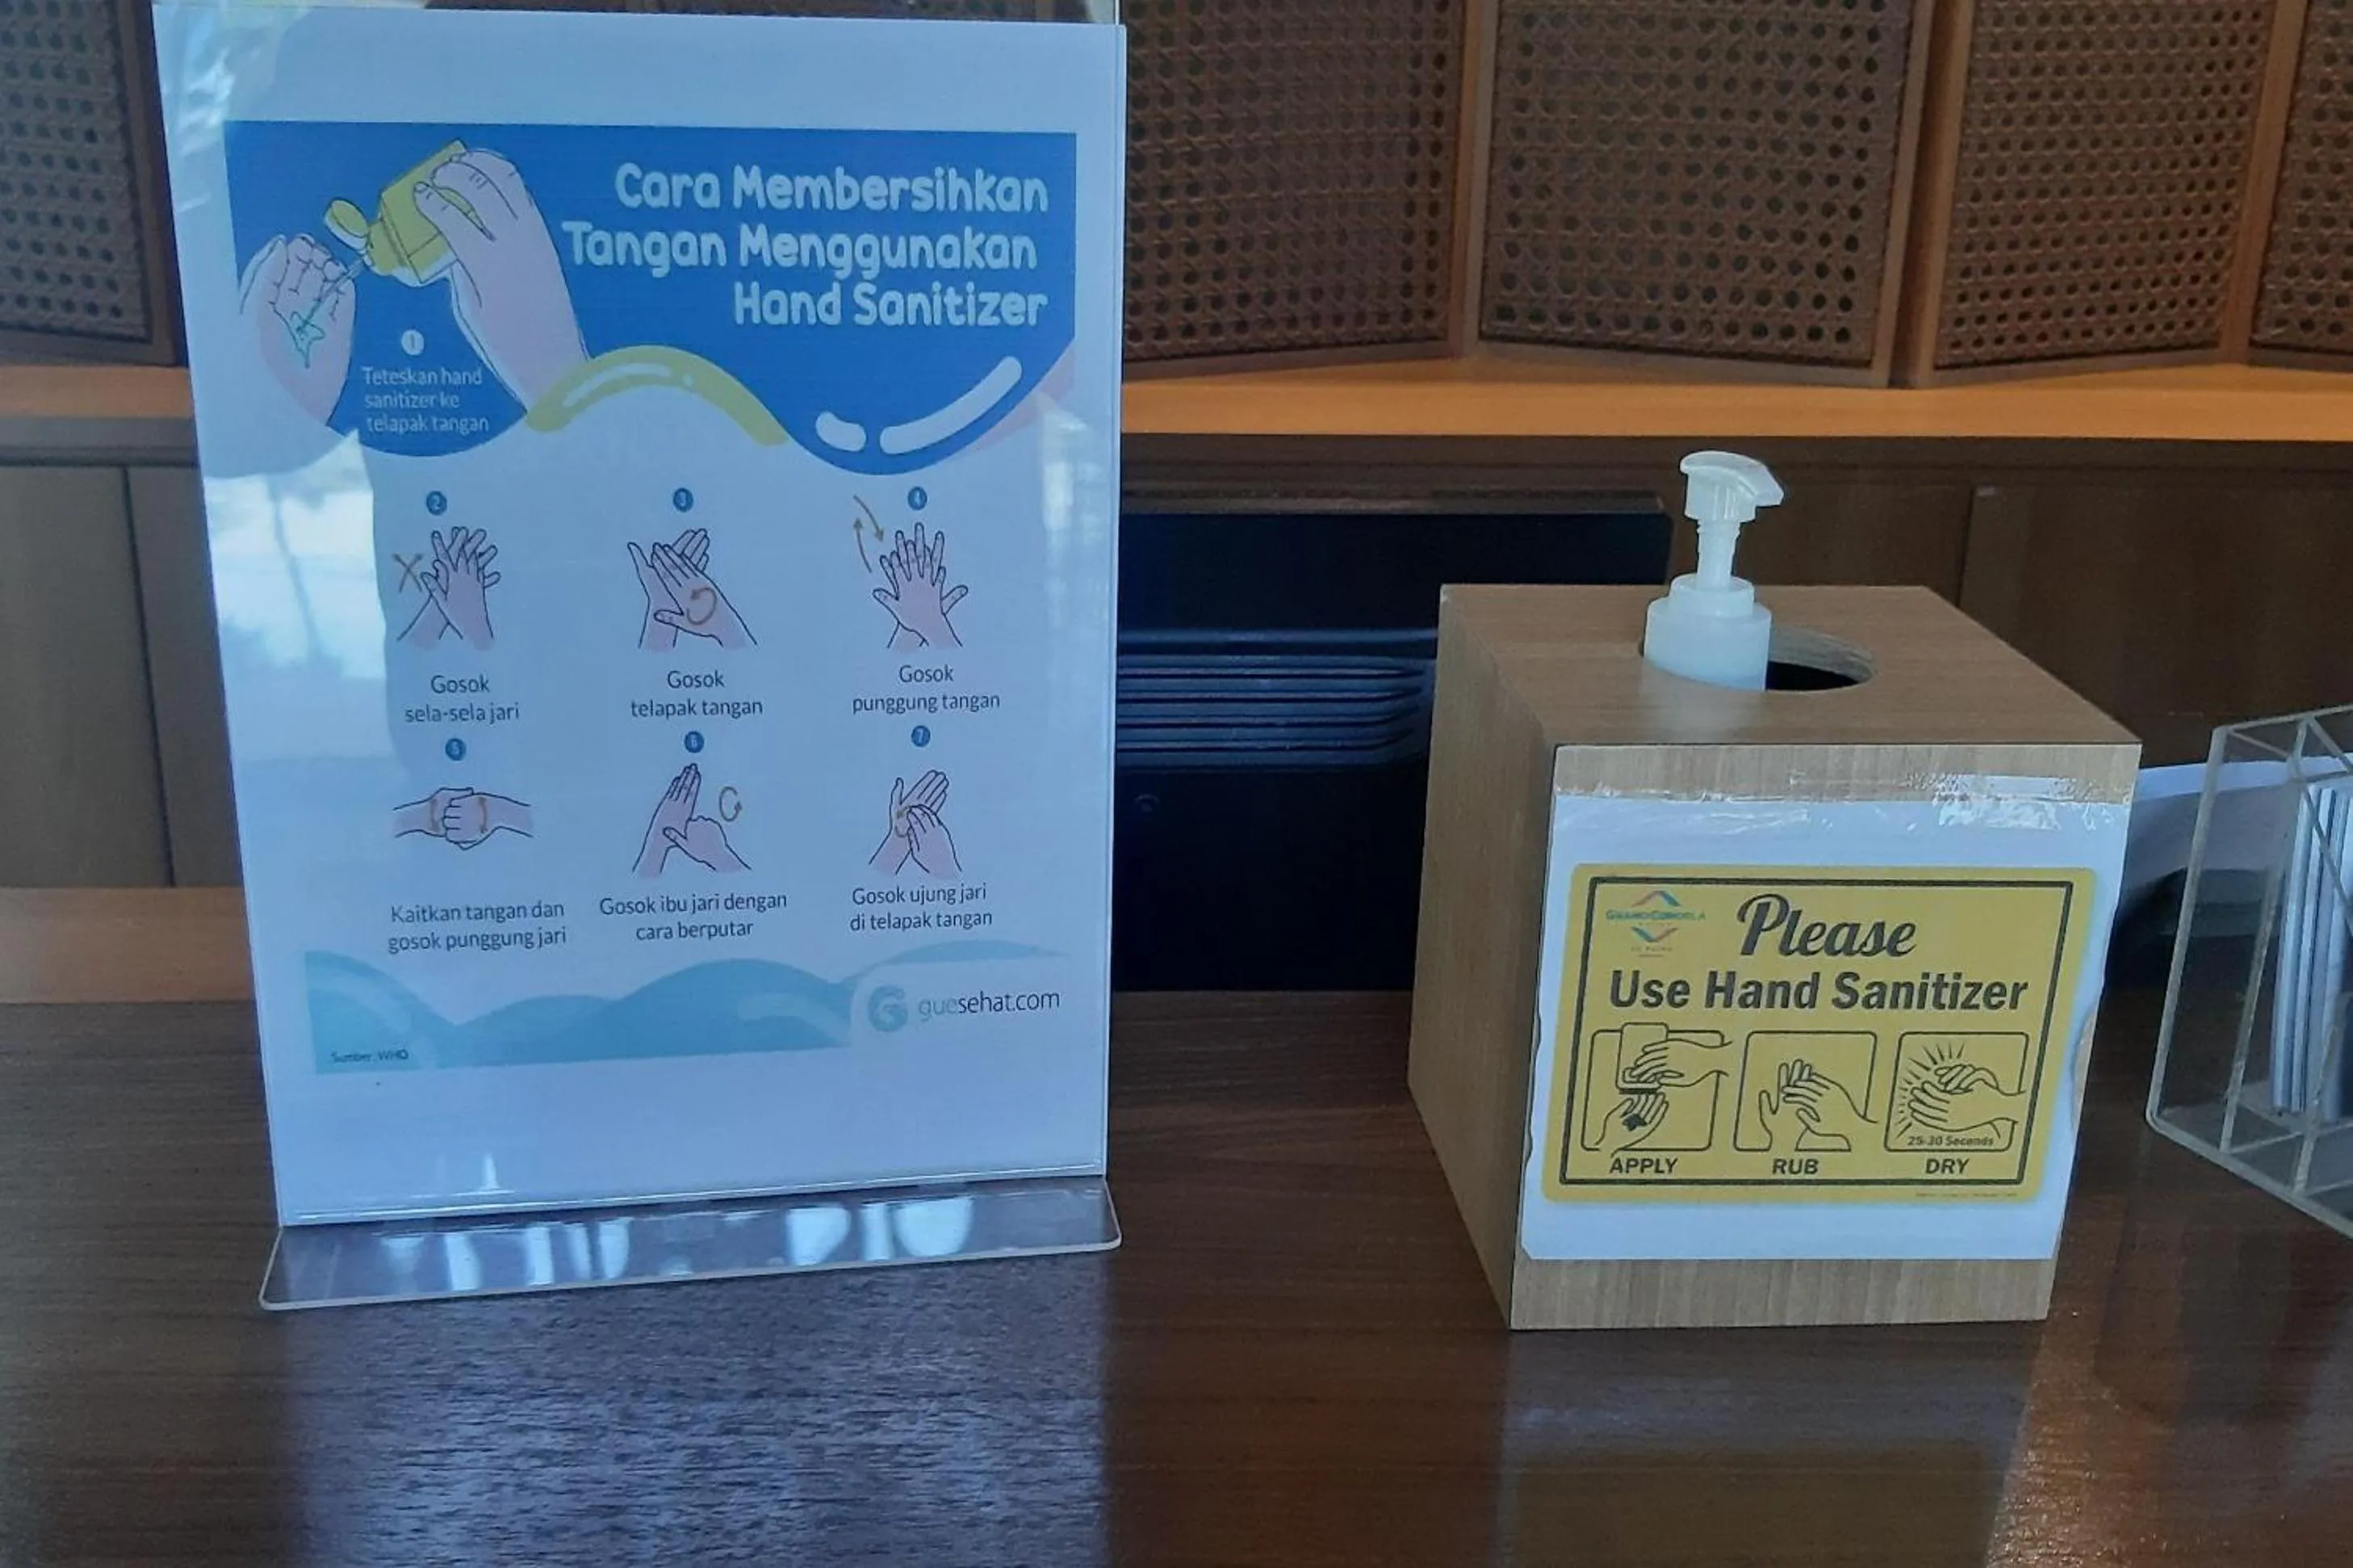 Cara Membersihkan
Tangan Menggunakan
Hand Sanitizer
1
Teteskan hand
sanitizer ke
telapak tangan
2
Gosok
sela-sela jari
3
Gosok
telapak tangan
4
Gosok
punggung tangan
5
Kaitkan tangan dan
gosok punggung jari
6
Gosok ibu jari dengan
cara berputar
7
Gosok ujung jari
di telapak tangan
Sumber: WHO
guesehat.com
Please
Use Hand Sanitizer
25-30 Seconds
APPLY
RUB
DRY